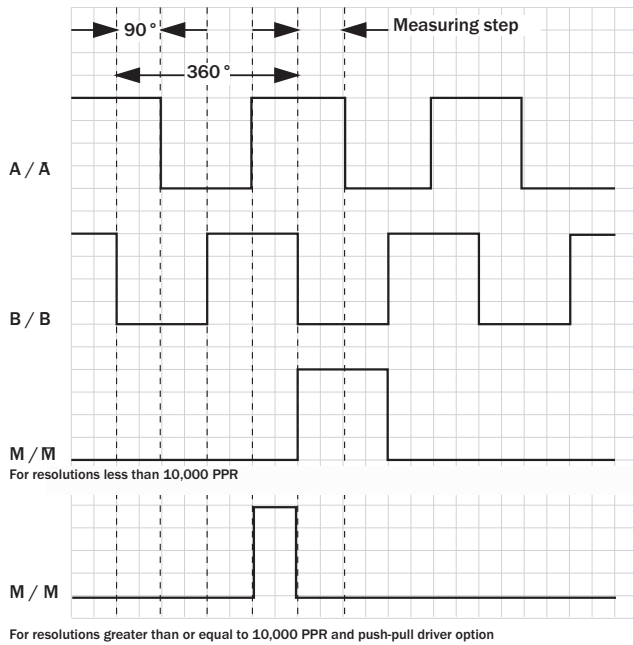 90° Measuring step
360°
A / Ā
B / B
M / M̅
For resolutions less than 10,000 PPR
M / M
For resolutions greater than or equal to 10,000 PPR and push-pull driver option